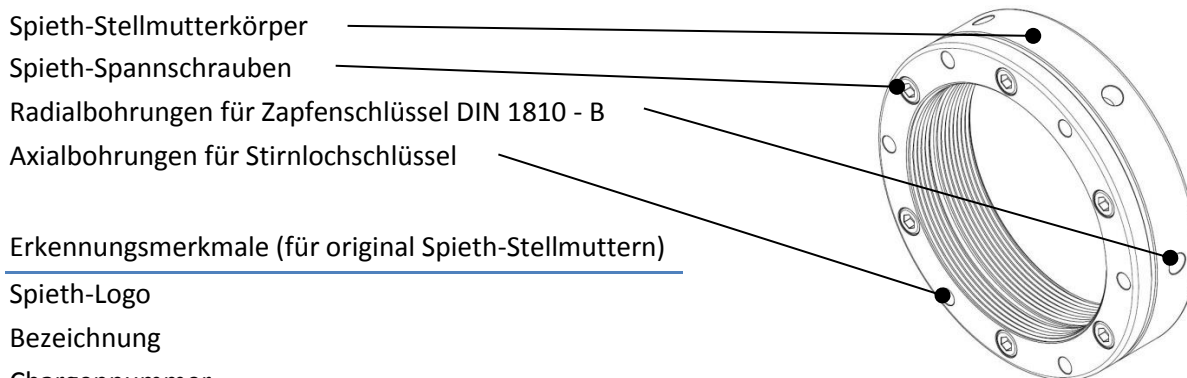 Spieth-Stellmutterkörper
Spieth-Spannschrauben
Radialbohrungen für Zapfenschlüssel DIN 1810 - B
Axialbohrungen für Stirnlochschlüssel
Erkennungsmerkmale (für original Spieth-Stellmuttern)
Spieth-Logo
Bezeichnung
Chargennummer